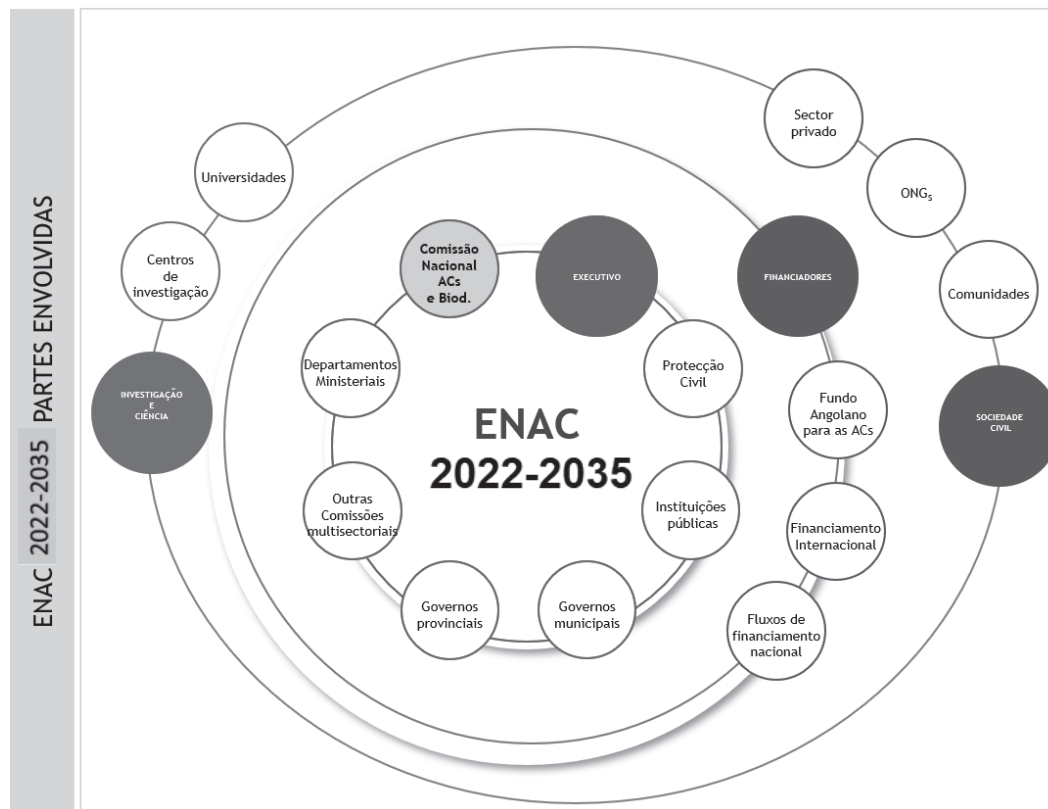 ENAC 2022-2035 PARTES ENVOLVIDAS
Sector
privado
Universidades
ONGs
Comissão
Nacional
ACs
e Biod.
EXECUTIVO
FINANCIADORES
Centros
de
investigação
Comunidades
Departamentos
Ministeriais
Protecção
Civil
INVESTIGAÇÃO
E
CIÊNCIA
Fundo
Angolano
para as ACs
SOCIEDADE
CIVIL
ENAC
2022-2035
Outras
Comissões
multisectoriais
Instituições
públicas
Financiamento
Internacional
Governos
provinciais
Governos
municipais
Fluxos de
financiamento
nacional